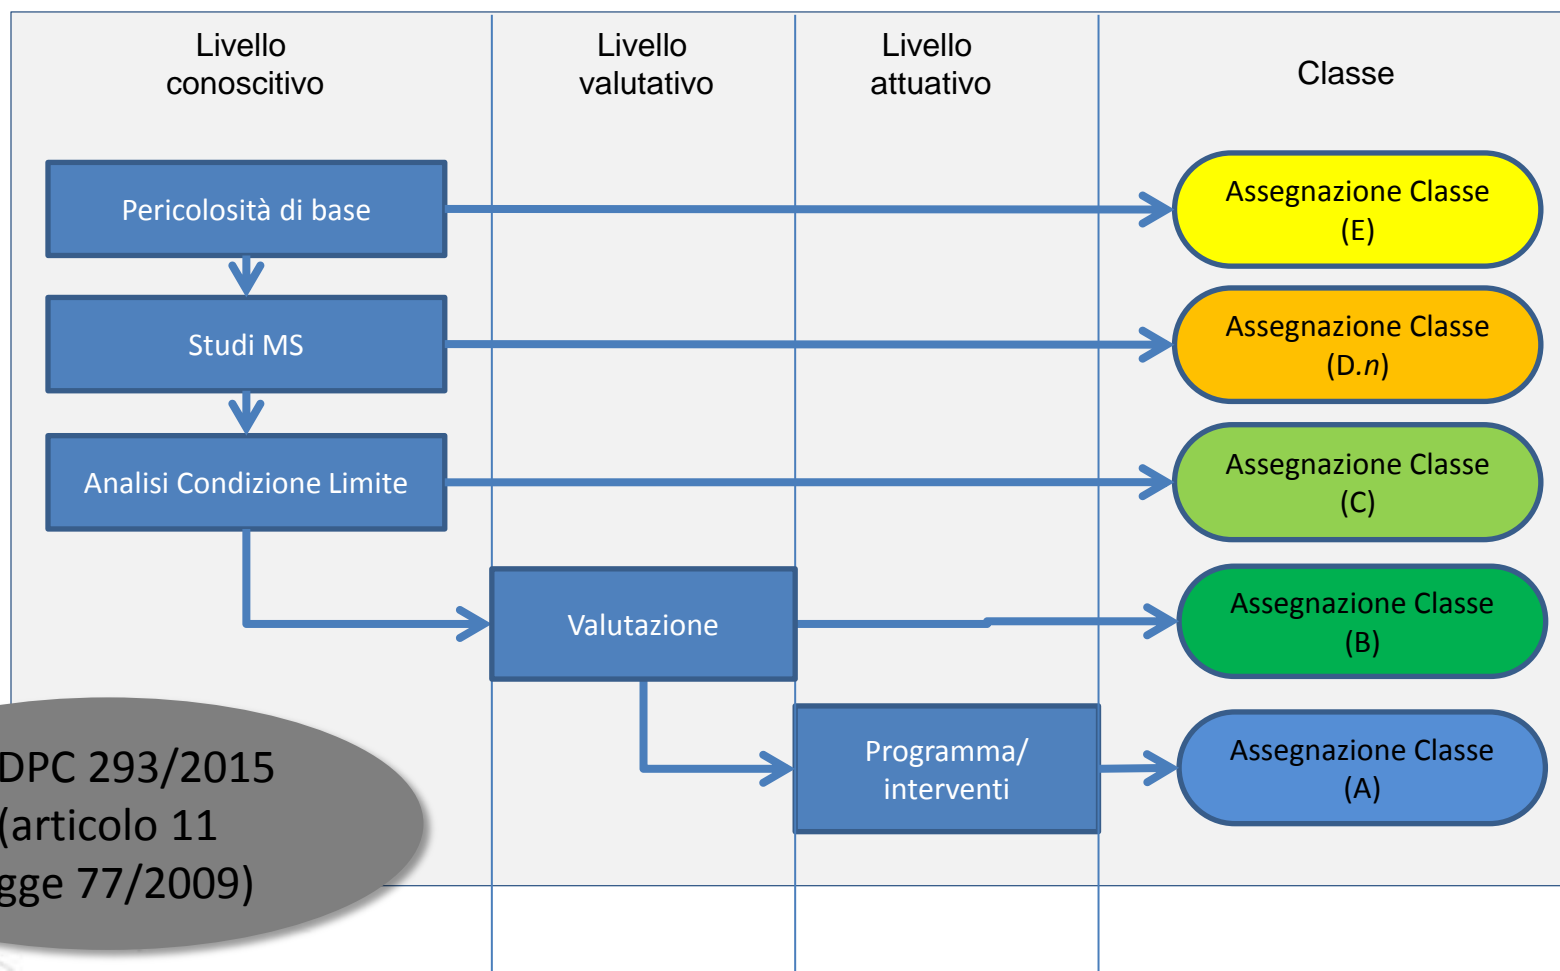 Livello
conoscitivo
Livello
valutativo
Livello
attuativo
Classe
Pericolosità di base
Assegnazione Classe
(E)
Studi MS
Assegnazione Classe
(D.n)
Analisi Condizione Limite
Assegnazione Classe
(C)
Valutazione
Assegnazione Classe
(B)
Programma/
interventi
Assegnazione Classe
(A)
DPC 293/2015
(articolo 11
77/2009)